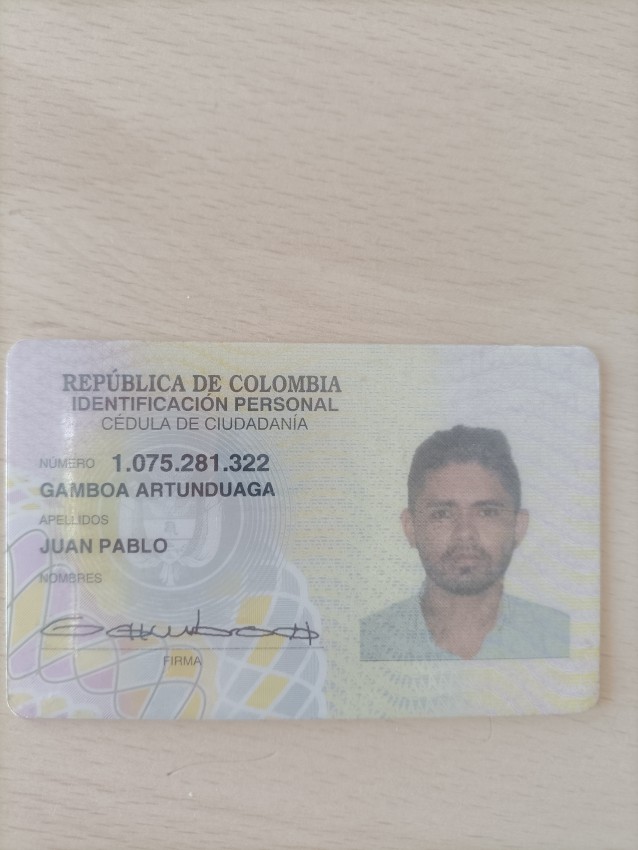 REPÚBLICA DE COLOMBIA
IDENTIFICACIÓN PERSONAL
CÉDULA DE CIUDADANÍA
NÚMERO 1.075.281.322
GAMBOA ARTUNDUAGA
APELLIDOS
JUAN PABLO
NOMBRES
GamboaA
FIRMA